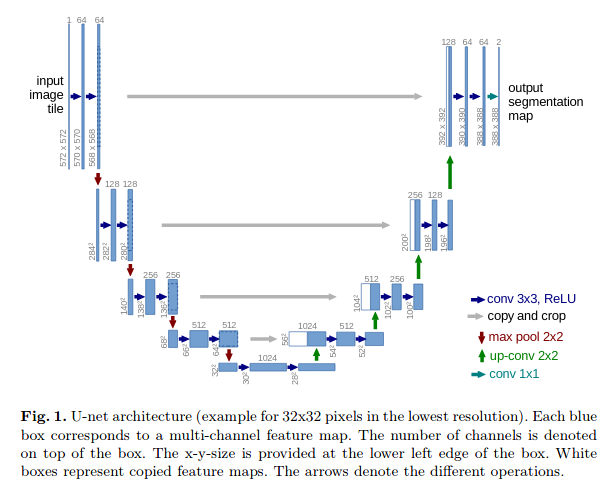 1 64 64
128 64 64 2
input
image
tile
output
segmentation
map
572 x 572
570 x 570
568 x 568
392 x 392
390 x 390
388 x 388
388 x 388
128 128
256 128
284²
282²
280²
200²
198²
196²
256 256
512 256
140²
138²
136²
104²
102²
100²
512 512
1024 512
68²
66²
64²
56²
54²
52²
1024
32²
30²
28²
conv 3x3, ReLU
copy and crop
max pool 2x2
up-conv 2x2
conv 1x1
Fig. 1. U-net architecture (example for 32x32 pixels in the lowest resolution). Each blue
box corresponds to a multi-channel feature map. The number of channels is denoted
on top of the box. The x-y-size is provided at the lower left edge of the box. White
boxes represent copied feature maps. The arrows denote the different operations.